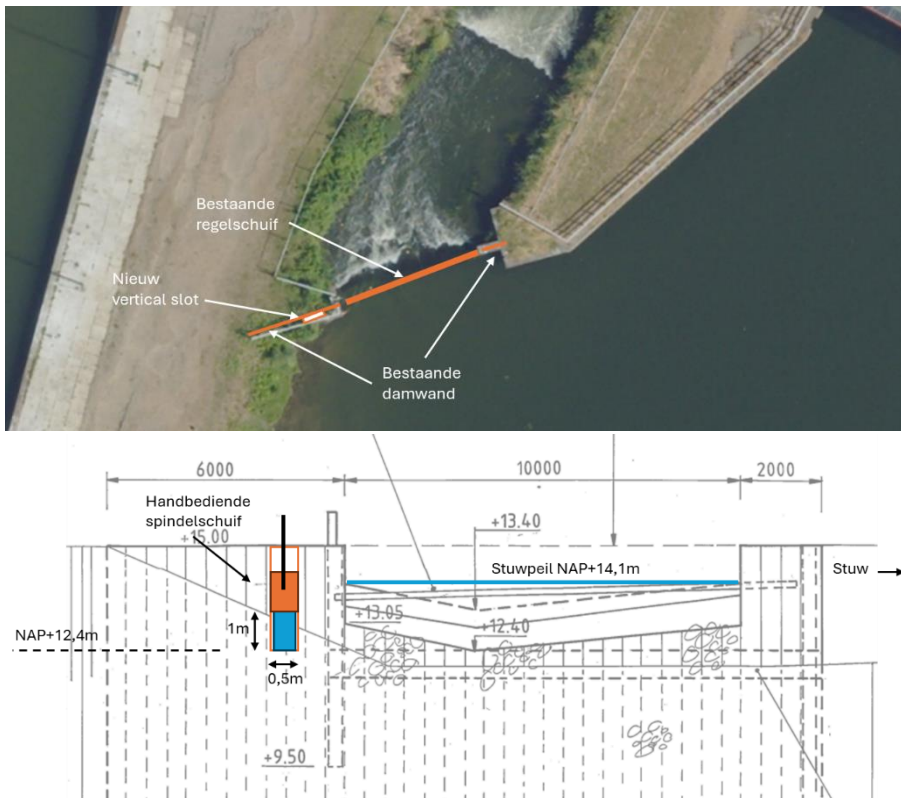 Bestaande
regelschuif
Nieuw
vertical slot
Bestaande
damwand
6000
10000
2000
Handbediende
spindelschuif
+15.00
+13.40
Stuwpeil NAP+14,1m
Stuw
+13.05
1m
+12.40
NAP+12,4m
0,5m
+9.50